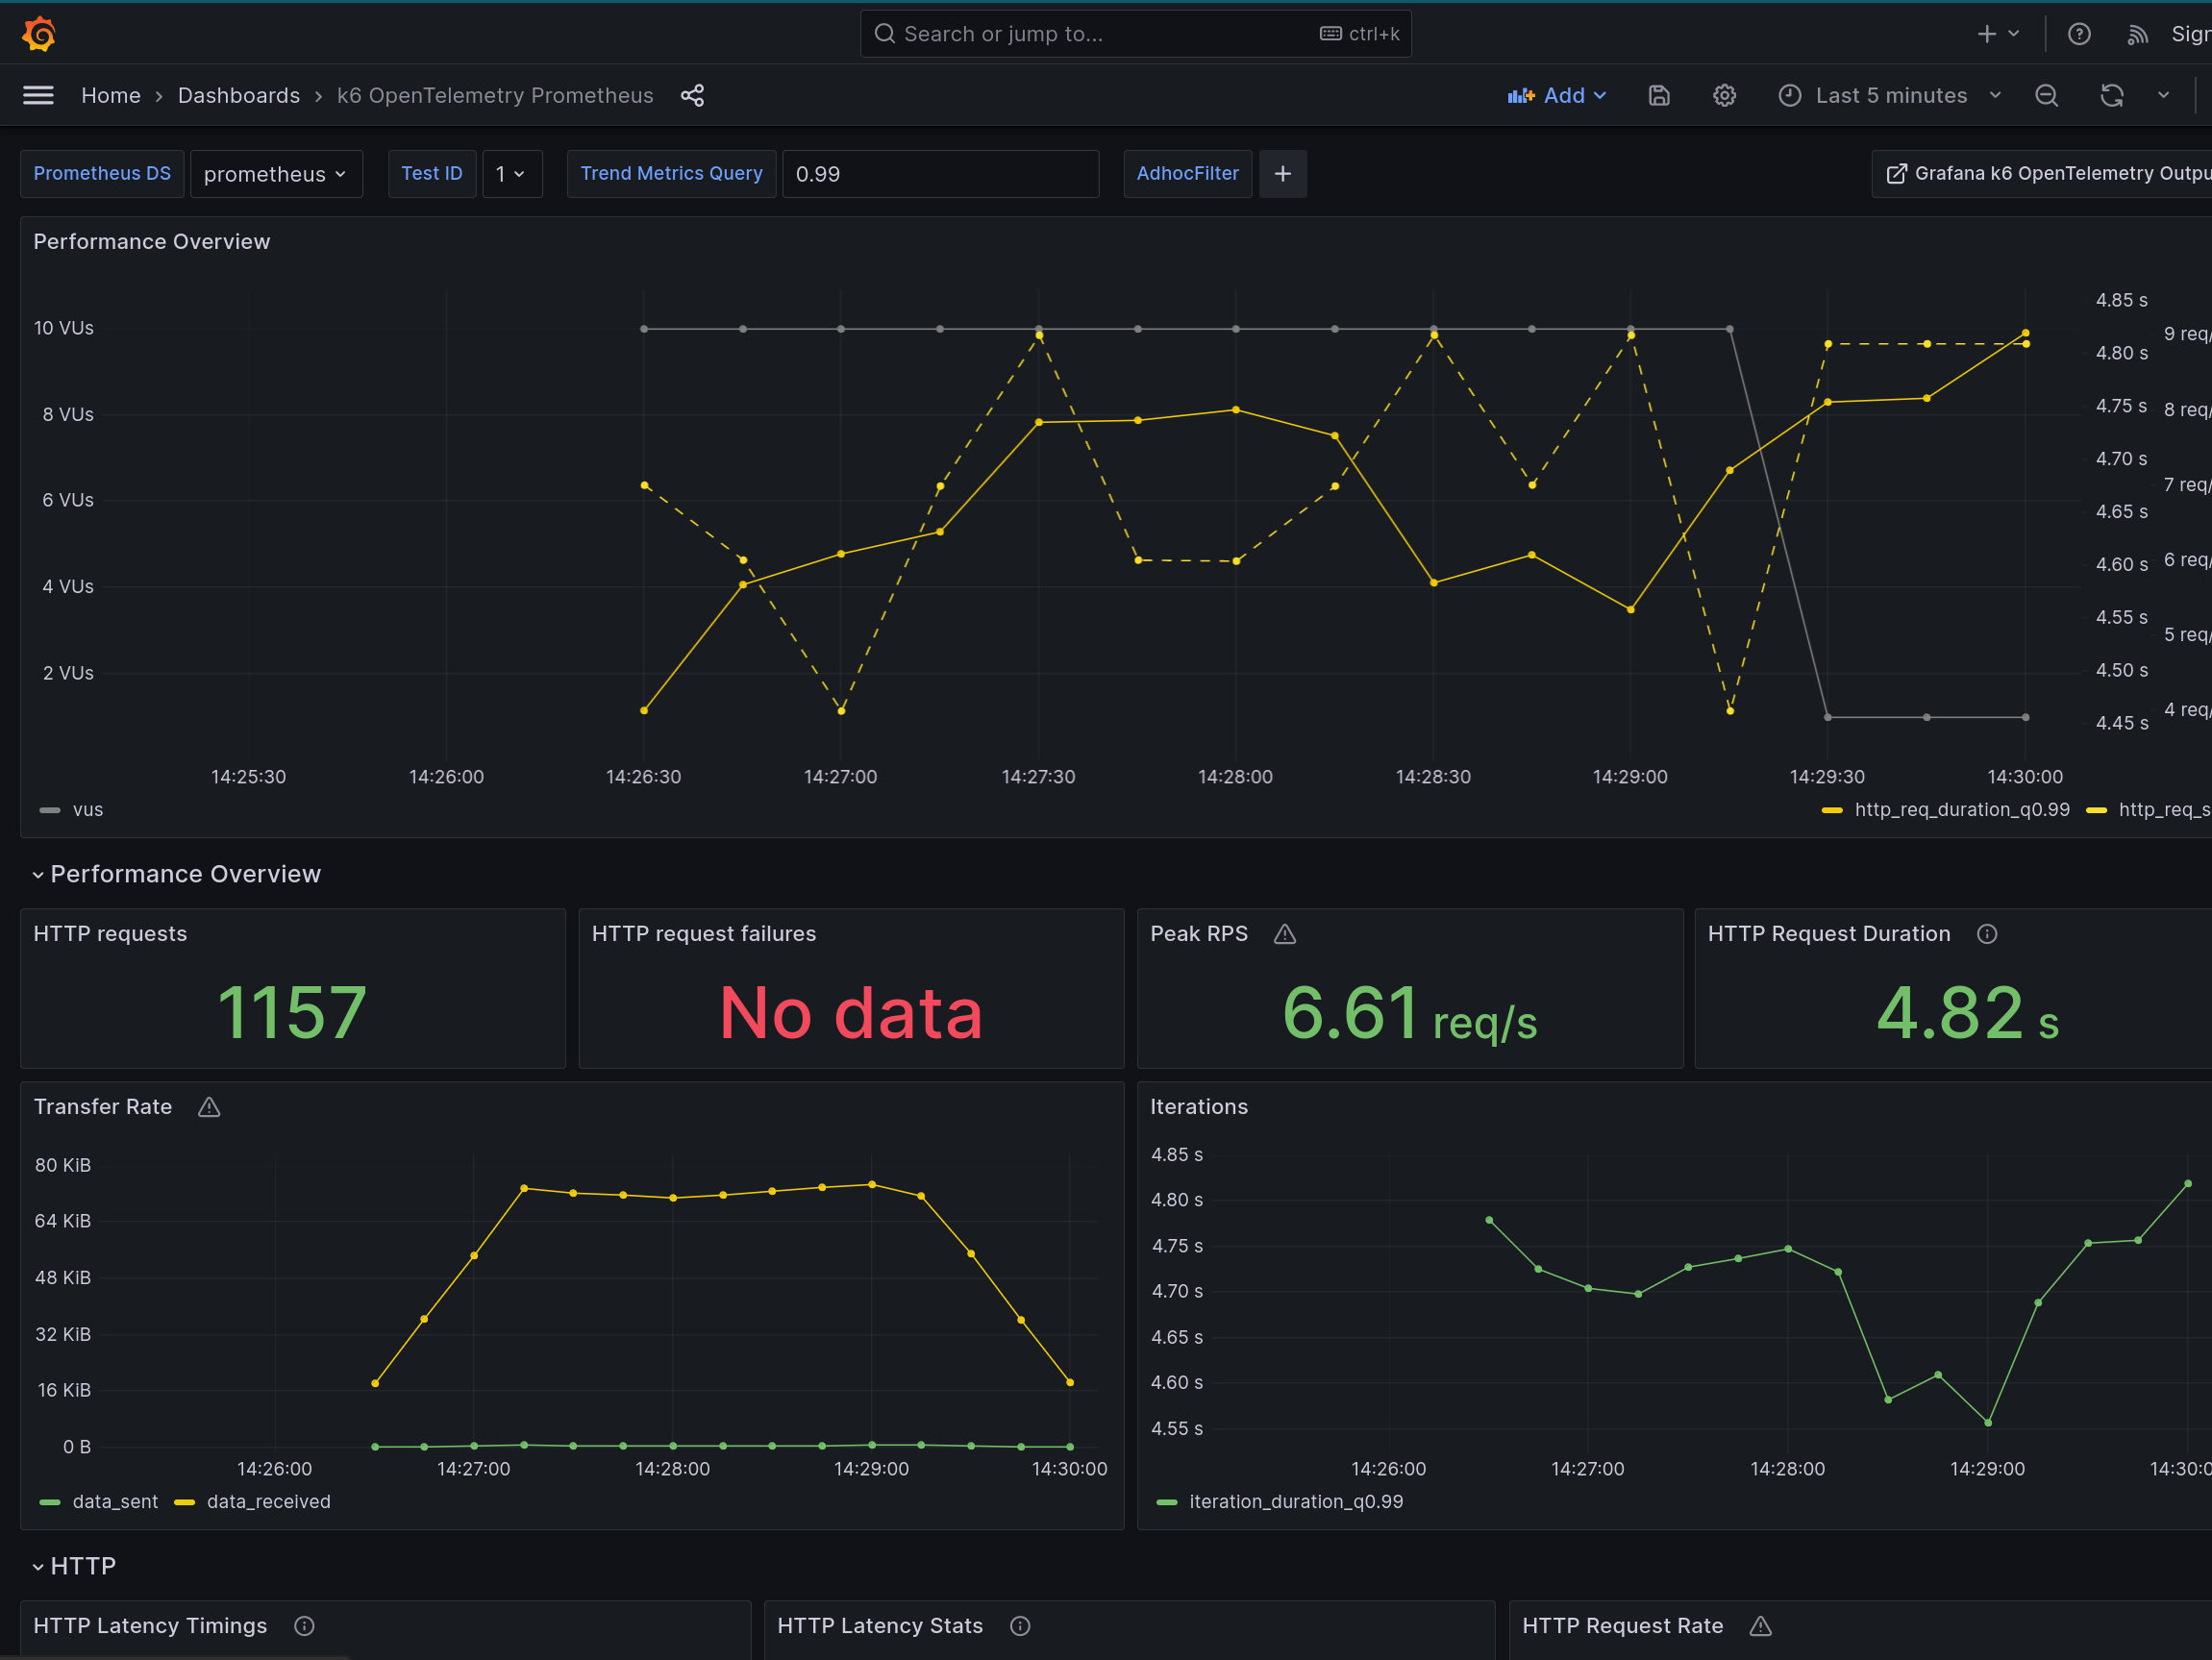 Search or jump to...
ctrl+k
Sign
Home
Dashboards
k6 OpenTelemetry Prometheus
Add
Last 5 minutes
Prometheus DS
prometheus
Test ID
1
Trend Metrics Query
0.99
AdhocFilter
+
Grafana k6 OpenTelemetry Outpu
Performance Overview
10 VUs
8 VUs
6 VUs
4 VUs
2 VUs
4.85 s
4.80 s
4.75 s
4.70 s
4.65 s
4.60 s
4.55 s
4.50 s
4.45 s
9 req/
8 req/
7 req/
6 req/
5 req/
4 req/
14:25:30
14:26:00
14:26:30
14:27:00
14:27:30
14:28:00
14:28:30
14:29:00
14:29:30
14:30:00
vus
http_req_duration_q0.99
http_req_s
Performance Overview
HTTP requests
1157
HTTP request failures
No data
Peak RPS
6.61 req/s
HTTP Request Duration
4.82 s
Transfer Rate
80 KiB
64 KiB
48 KiB
32 KiB
16 KiB
0 B
14:26:00
14:27:00
14:28:00
14:29:00
14:30:00
data_sent
data_received
Iterations
4.85 s
4.80 s
4.75 s
4.70 s
4.65 s
4.60 s
4.55 s
14:26:00
14:27:00
14:28:00
14:29:00
14:30:0
iteration_duration_q0.99
HTTP
HTTP Latency Timings
HTTP Latency Stats
HTTP Request Rate